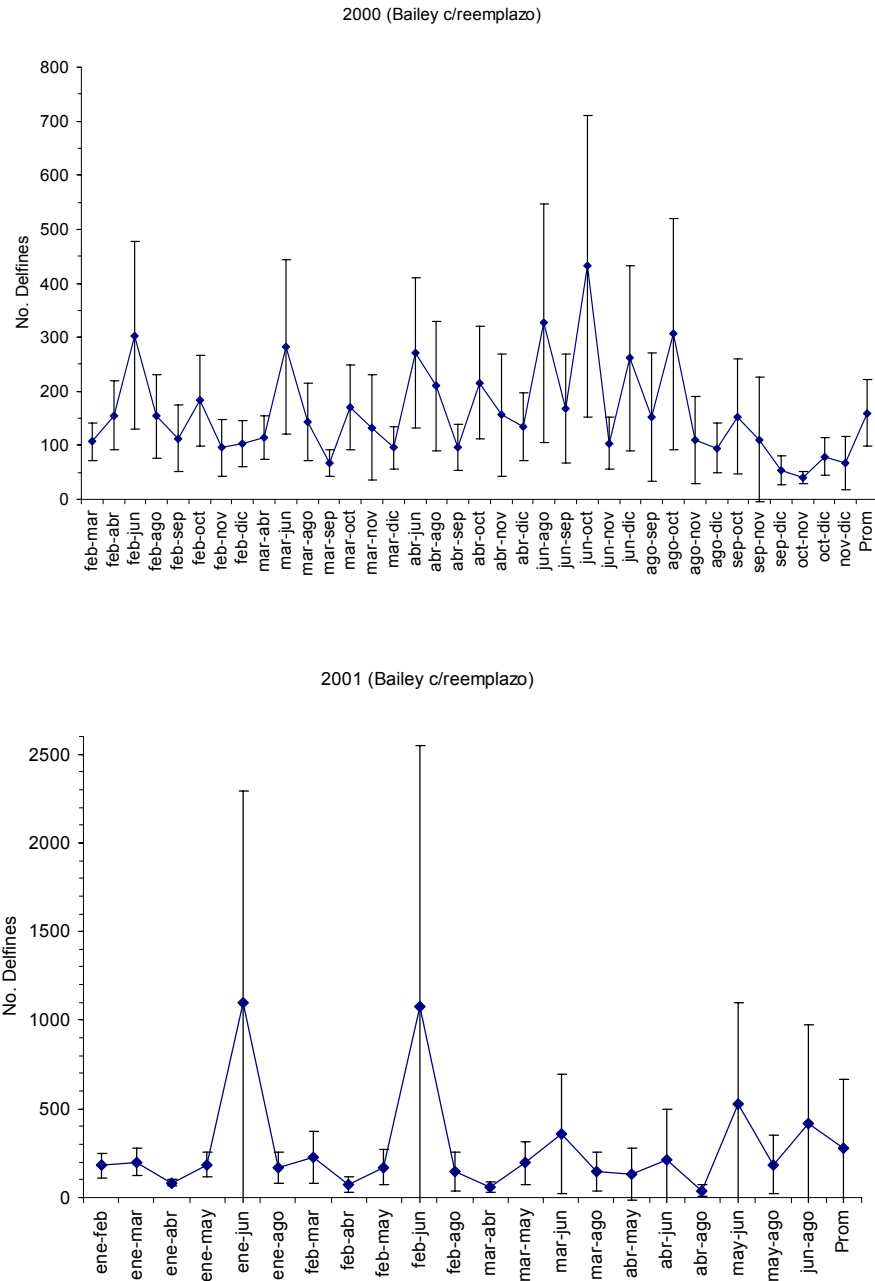 2000 (Bailey c/reemplazo)
800
700
600
500
400
300
200
100
0
No. Delfines
feb-mar
feb-abr
feb-jun
feb-ago
feb-sep
feb-oct
feb-nov
feb-dic
mar-abr
mar-jun
mar-ago
mar-sep
mar-oct
mar-nov
mar-dic
abr-jun
abr-ago
abr-sep
abr-oct
abr-nov
abr-dic
jun-ago
jun-sep
jun-oct
jun-nov
jun-dic
ago-sep
ago-oct
ago-nov
ago-dic
sep-oct
sep-nov
sep-dic
oct-nov
oct-dic
nov-dic
Prom
2001 (Bailey c/reemplazo)
2500
2000
1500
1000
500
0
No. Delfines
ene-feb
ene-mar
ene-abr
ene-may
ene-jun
ene-ago
feb-mar
feb-abr
feb-may
feb-jun
feb-ago
mar-abr
mar-may
mar-jun
mar-ago
abr-may
abr-jun
abr-ago
may-jun
may-ago
jun-ago
Prom